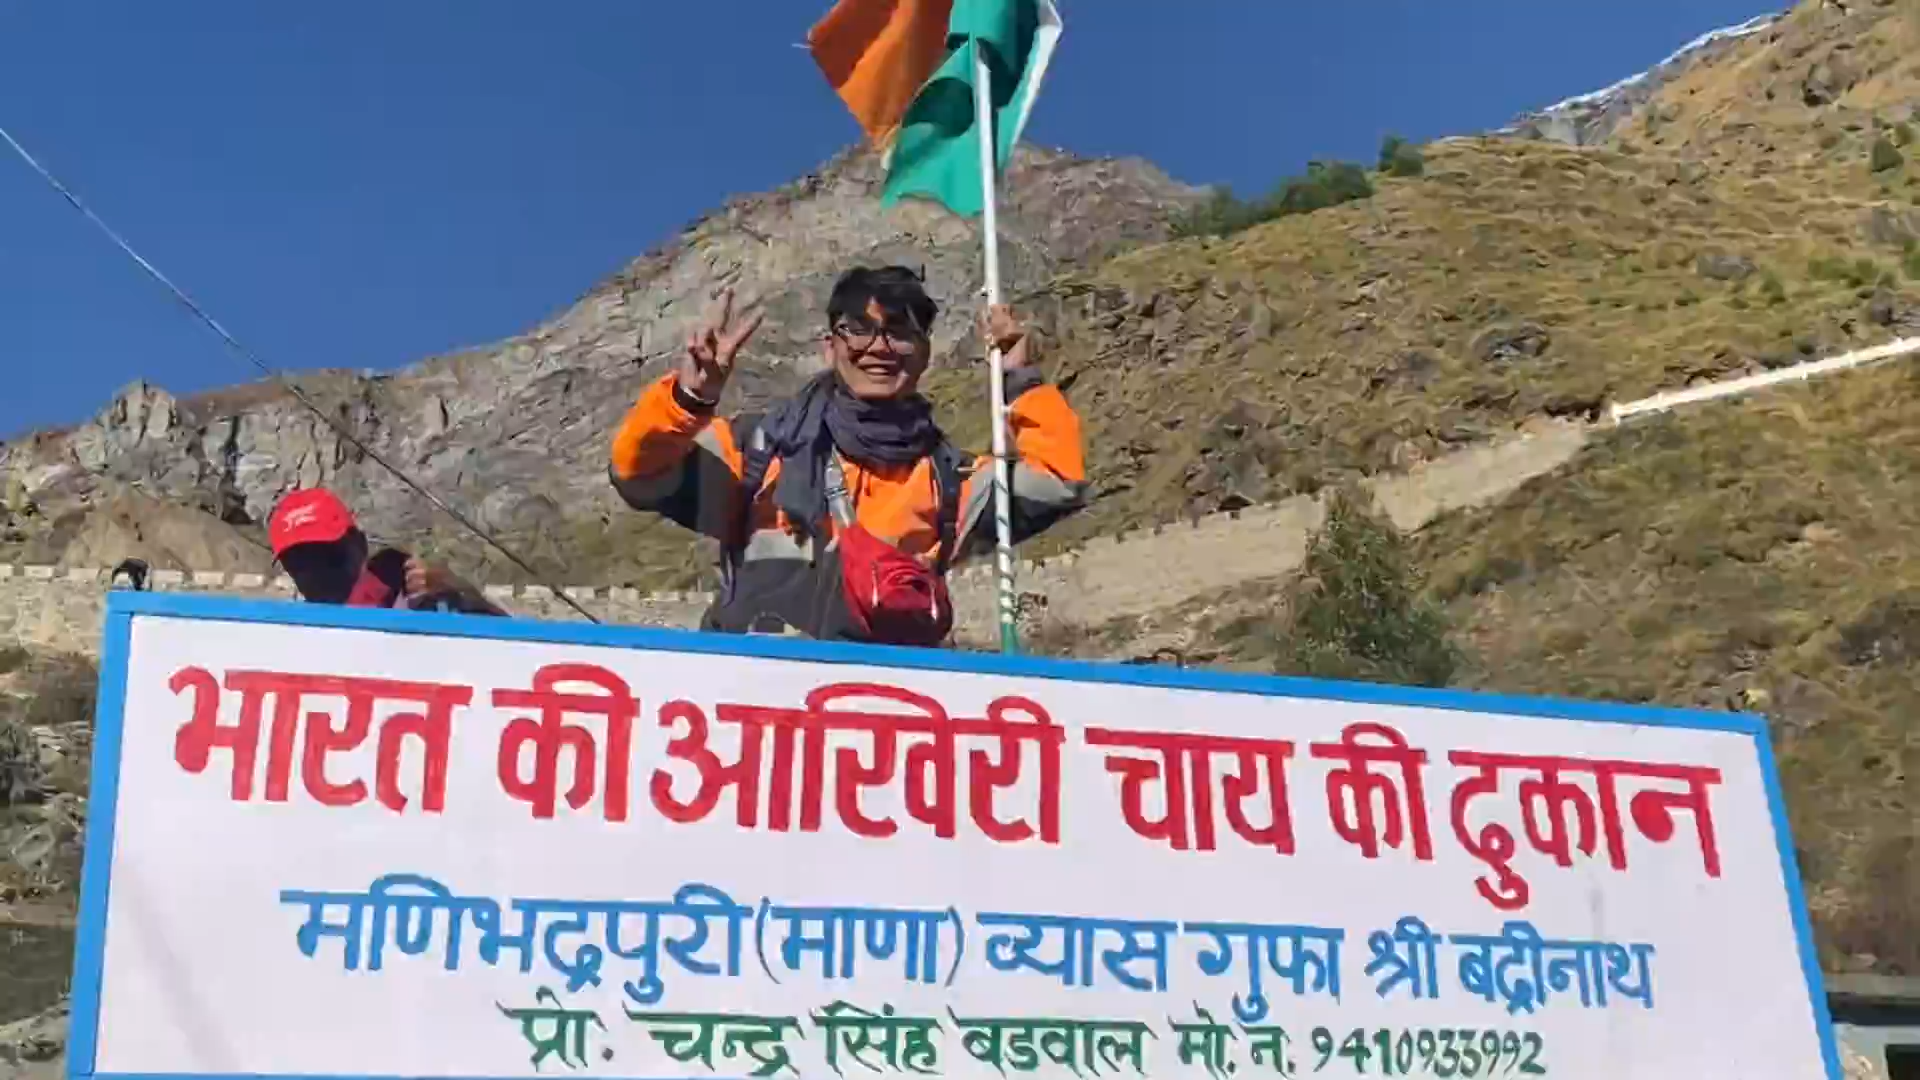 भारत की आखिरी चाय की दुकान
मणिभद्रपुरी (माणा) व्यास गुफा श्री बद्रीनाथ
प्रो. चन्द्र सिंह बडवाल मो. न. 9410933992